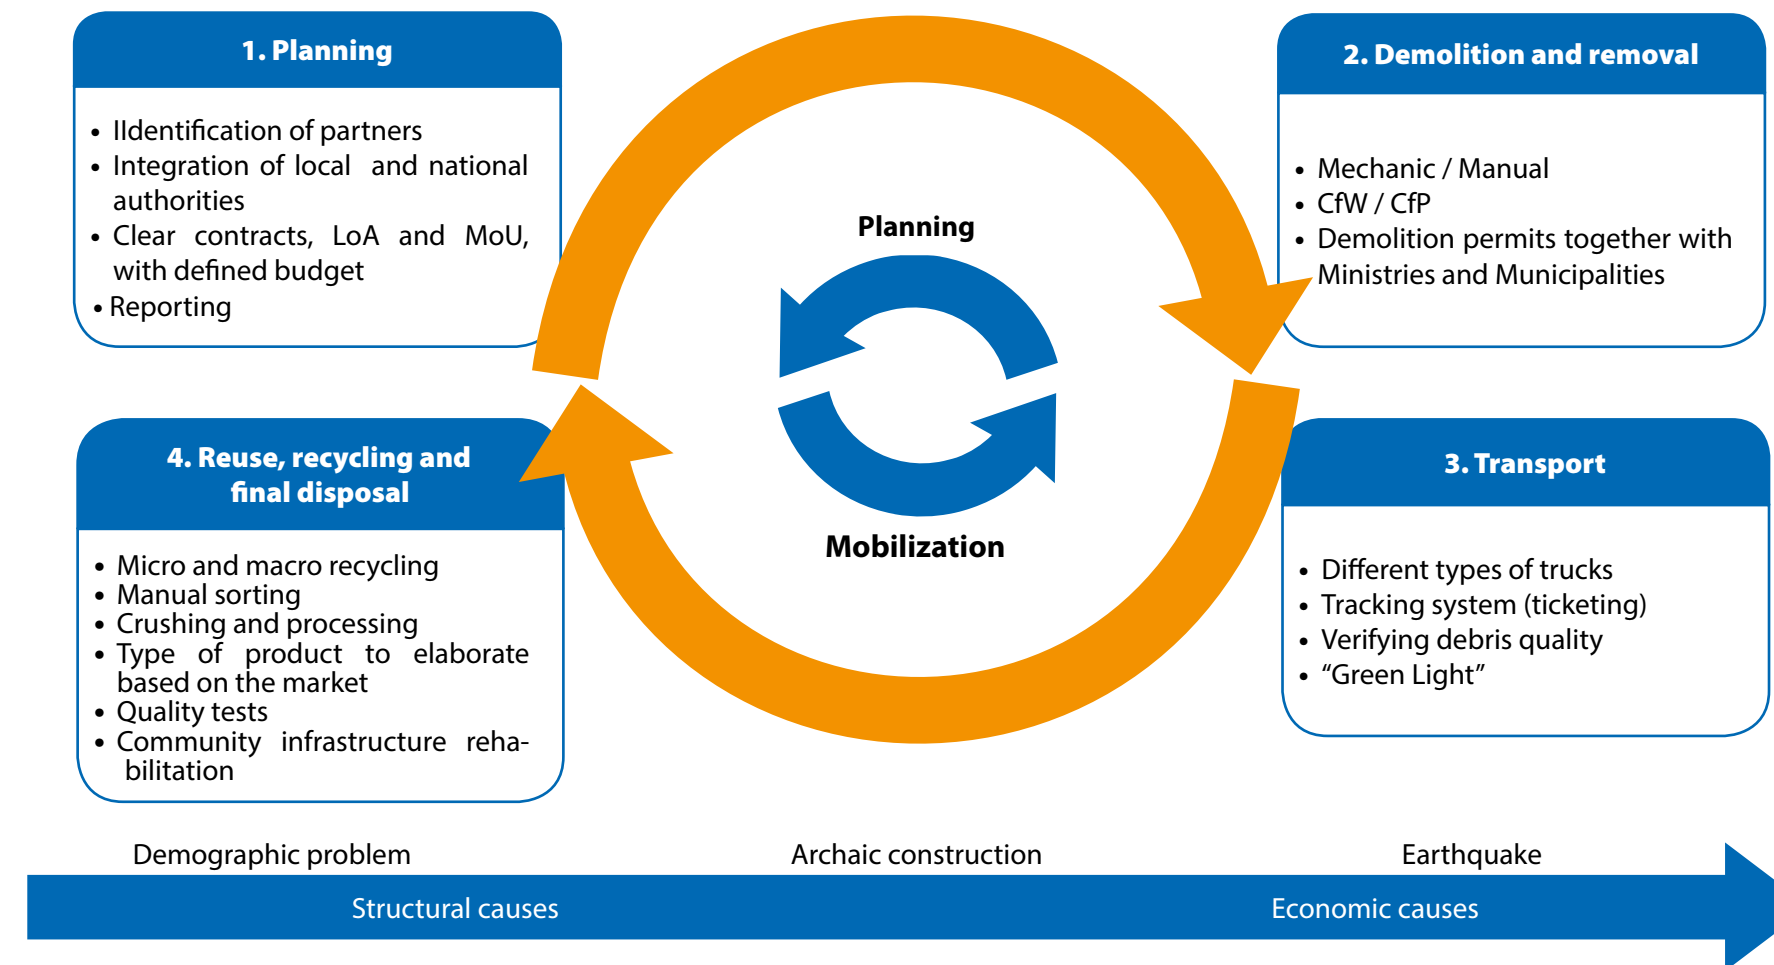 1. Planning
• IIdentification of partners
• Integration of local and national
authorities
• Clear contracts, LoA and MoU,
with defined budget
• Reporting
2. Demolition and removal
• Mechanic / Manual
• CfW / CfP
• Demolition permits together with
Ministries and Municipalities
Planning
Mobilization
4. Reuse, recycling and
final disposal
• Micro and macro recycling
• Manual sorting
• Crushing and processing
• Type of product to elaborate
based on the market
• Quality tests
• Community infrastructure reha-
bilitation
3. Transport
• Different types of trucks
• Tracking system (ticketing)
• Verifying debris quality
• “Green Light”
Demographic problem
Archaic construction
Earthquake
Structural causes
Economic causes